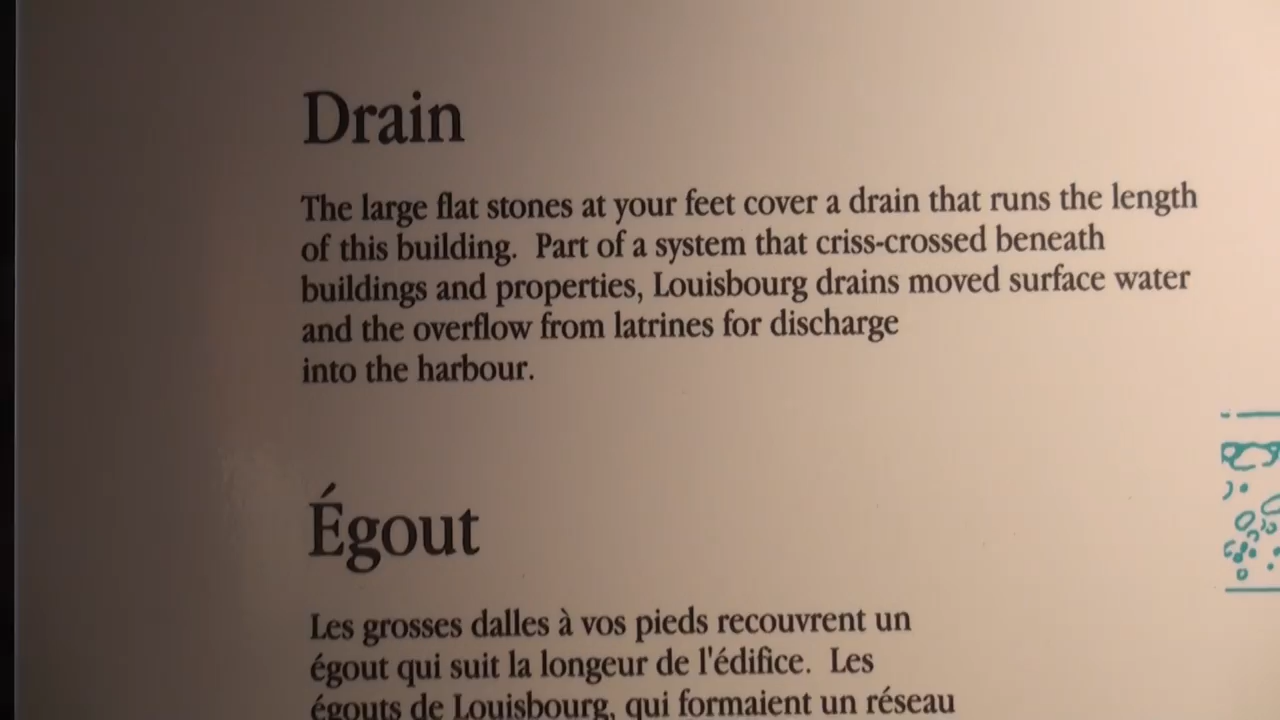 Drain
The large flat stones at your feet cover a drain that runs the length
of this building. Part of a system that criss-crossed beneath
buildings and properties, Louisbourg drains moved surface water
and the overflow from latrines for discharge
into the harbour.
Égout
Les grosses dalles à vos pieds recouvrent un
égout qui suit la longeur de l'édifice. Les
égouts de Louisbourg, qui formaient un réseau